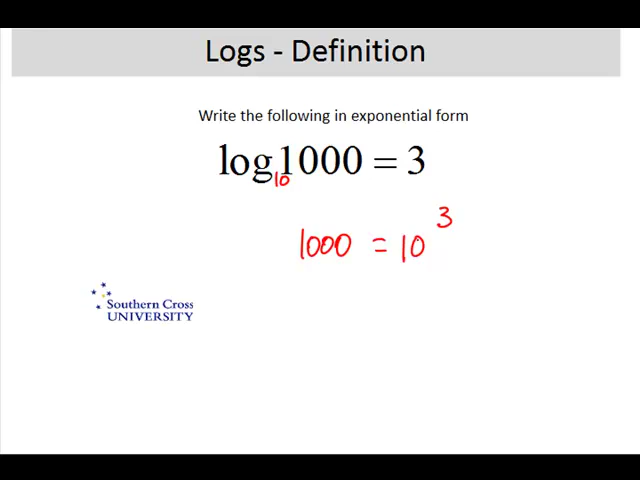 Logs - Definition
Write the following in exponential form
log₁₀1000 = 3
1000 = 10³
Southern Cross
UNIVERSITY